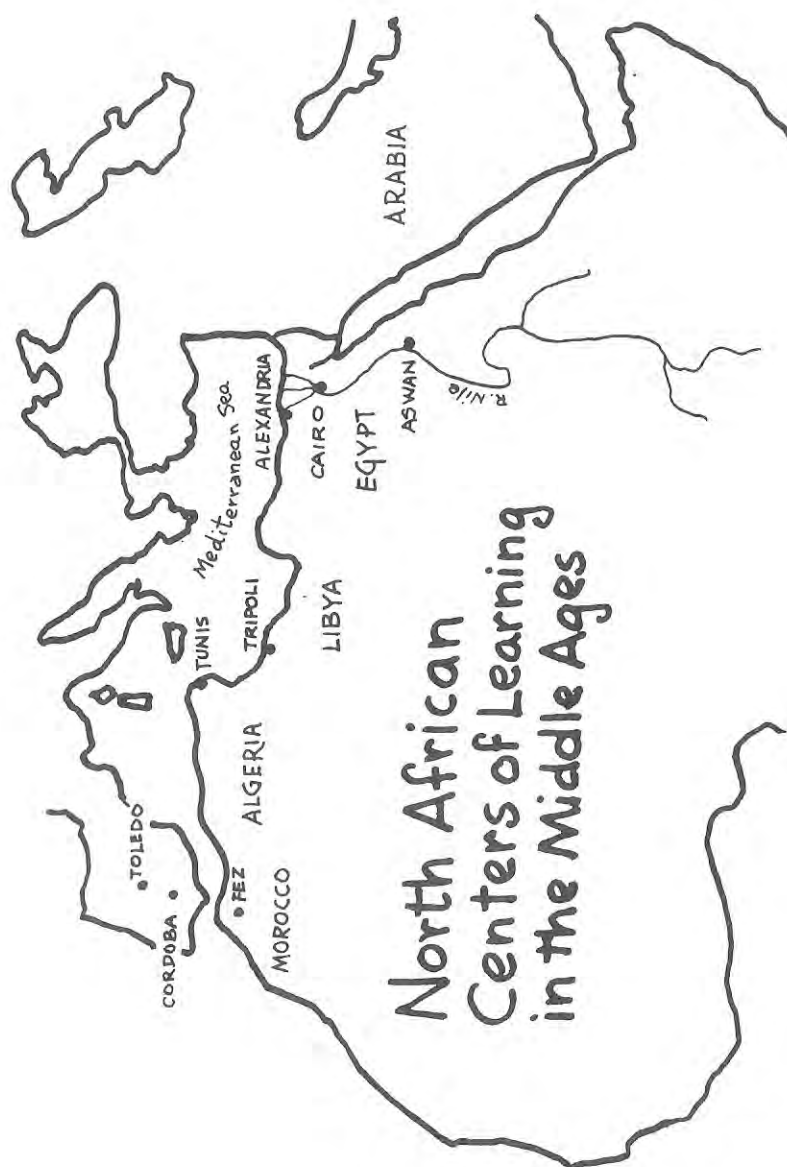 North African
Centers of Learning
in the Middle Ages
TOLEDO
CORDOBA
FEZ
MOROCCO
ALGERIA
TUNIS
TRIPOLI
LIBYA
Mediterranean Sea
ALEXANDRIA
CAIRO
EGYPT
ASWAN
R. Nile
ARABIA